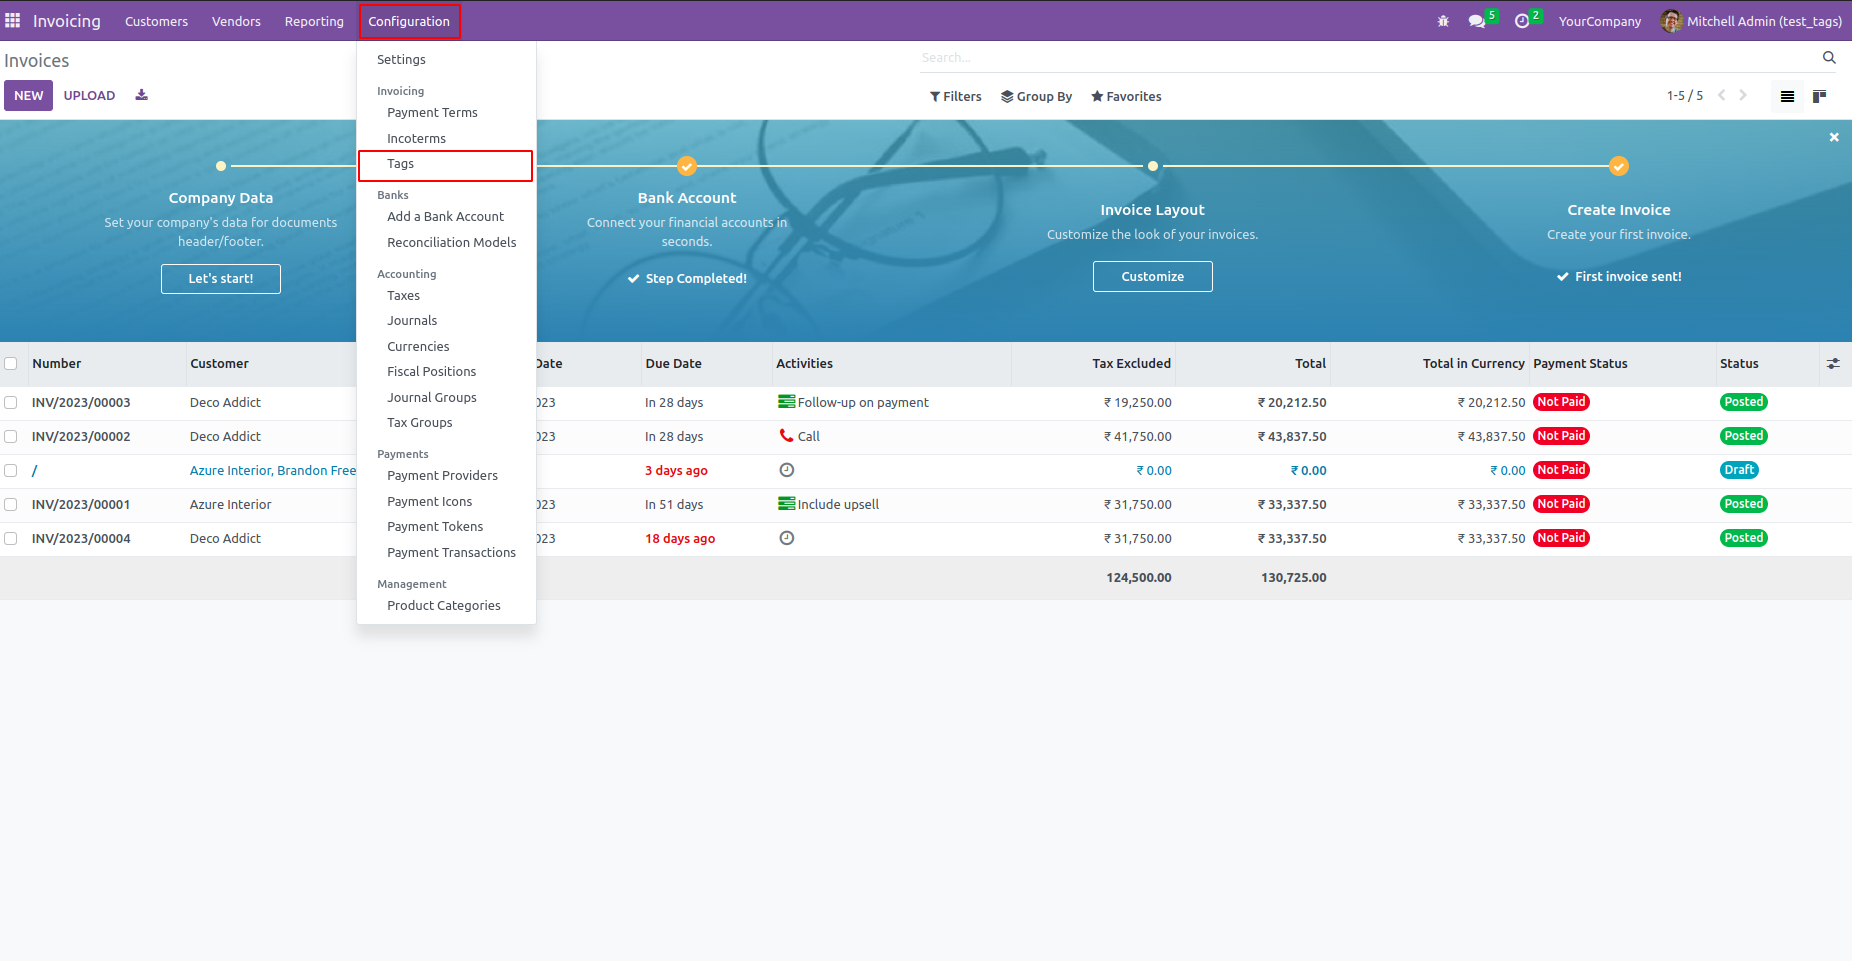 Invoicing Customers Vendors Reporting Configuration 5 2 YourCompany Mitchell Admin (test_tags)
Invoices
Search...
NEW UPLOAD
Filters Group By Favorites 1-5 / 5
Settings
Invoicing
Payment Terms
Incoterms
Tags
Banks
Add a Bank Account
Reconciliation Models
Accounting
Taxes
Journals
Currencies
Fiscal Positions
Journal Groups
Tax Groups
Payments
Payment Providers
Payment Icons
Payment Tokens
Payment Transactions
Management
Product Categories
Company Data
Set your company's data for documents
header/footer.
Let's start!
Bank Account
Connect your financial accounts in
seconds.
Step Completed!
Invoice Layout
Customize the look of your invoices.
Customize
Create Invoice
Create your first invoice.
First invoice sent!
Number Customer Date Due Date Activities Tax Excluded Total Total in Currency Payment Status Status
INV/2023/00003 Deco Addict 023 In 28 days Follow-up on payment ₹ 19,250.00 ₹ 20,212.50 ₹ 20,212.50 Not Paid Posted
INV/2023/00002 Deco Addict 023 In 28 days Call ₹ 41,750.00 ₹ 43,837.50 ₹ 43,837.50 Not Paid Posted
/ Azure Interior, Brandon Free 3 days ago ₹ 0.00 ₹ 0.00 ₹ 0.00 Not Paid Draft
INV/2023/00001 Azure Interior 023 In 51 days Include upsell ₹ 31,750.00 ₹ 33,337.50 ₹ 33,337.50 Not Paid Posted
INV/2023/00004 Deco Addict 023 18 days ago ₹ 31,750.00 ₹ 33,337.50 ₹ 33,337.50 Not Paid Posted
124,500.00 130,725.00